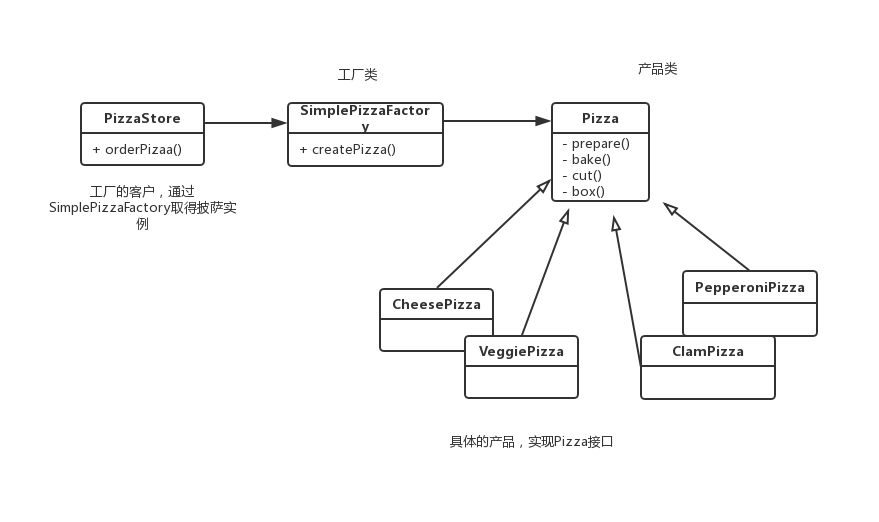 工厂类
产品类
PizzaStore
+ orderPizaa()
SimplePizzaFactor
y
+ createPizza()
Pizza
- prepare()
- bake()
- cut()
- box()
工厂的客户，通过
SimplePizzaFactory取得披萨实
例
CheesePizza
VeggiePizza
ClamPizza
PepperoniPizza
具体的产品，实现Pizza接口